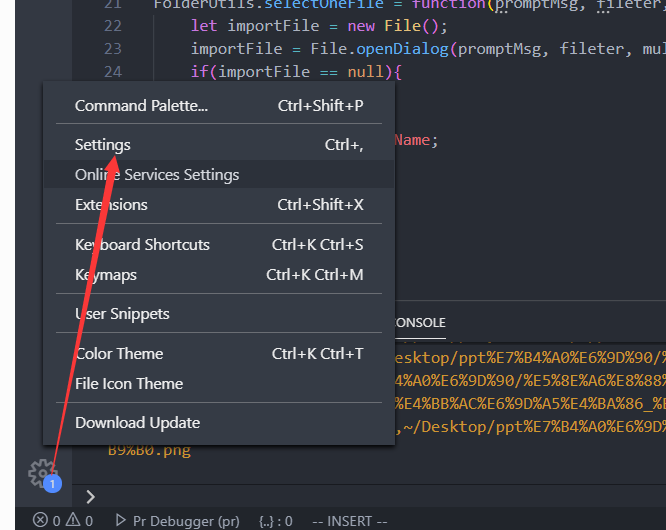 21 FolderUtils.selectOneFile = function(promptMsg, fileter,
22 let importFile = new File();
23 importFile = File.openDialog(promptMsg, fileter, mul
24 if(importFile == null){
Name;
Command Palette... Ctrl+Shift+P
Settings Ctrl+,
Online Services Settings
Extensions Ctrl+Shift+X
Keyboard Shortcuts Ctrl+K Ctrl+S
Keymaps Ctrl+K Ctrl+M
User Snippets
Color Theme Ctrl+K Ctrl+T
File Icon Theme
Download Update
CONSOLE
esktop/ppt%E7%B4%A0%E6%9D%90/%
4%A0%E6%9D%90/%E5%8E%A6%E8%88%
%E4%BB%AC%E6%9D%A5%E4%BA%86_%E
,~/Desktop/ppt%E7%B4%A0%E6%9D%
B9%B0.png
1
0 0 Pr Debugger (pr) {..} : 0 -- INSERT --